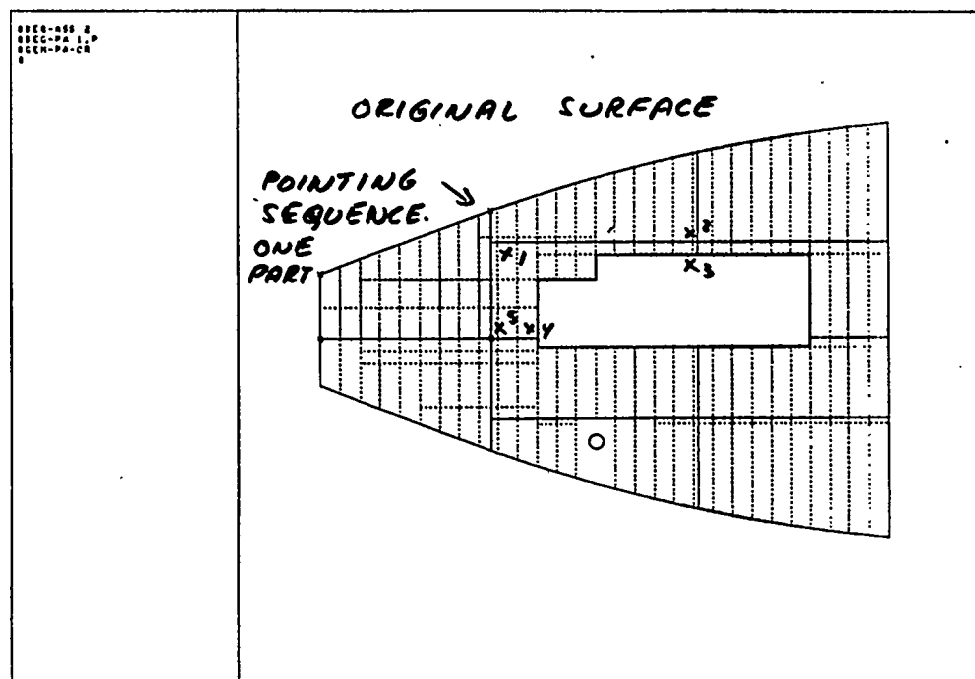 ORIGINAL SURFACE
POINTING
SEQUENCE.
ONE
PART
x 2
x 1
x 3
x 5 x 4